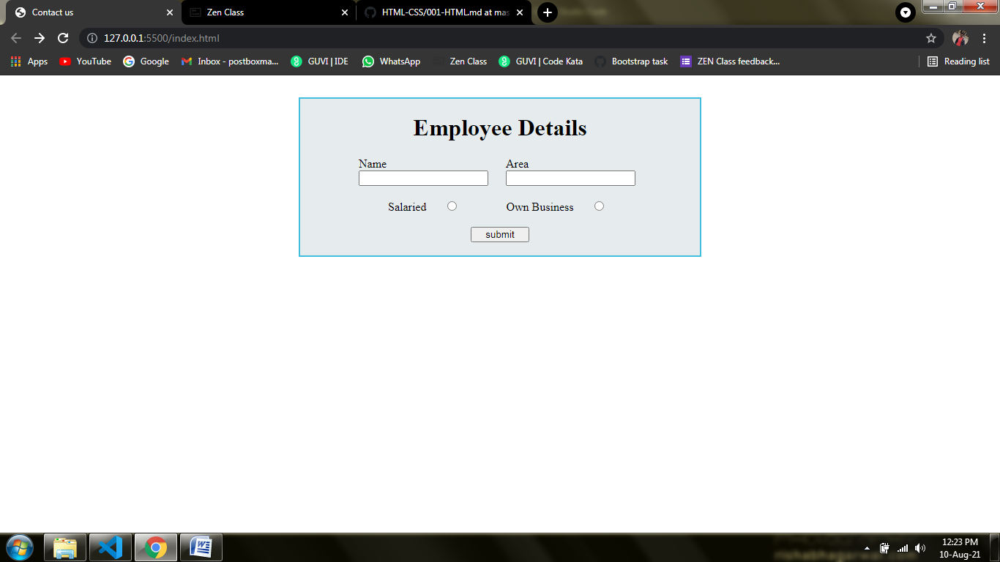 Contact us
Zen Class
HTML-CSS/001-HTML.md at mas
127.0.0.1:5500/index.html
Apps
YouTube
Google
Inbox - postboxma...
GUVI | IDE
WhatsApp
Zen Class
GUVI | Code Kata
Bootstrap task
ZEN Class feedback...
Reading list
Employee Details
Name
Area
Salaried
Own Business
submit
12:23 PM
10-Aug-21